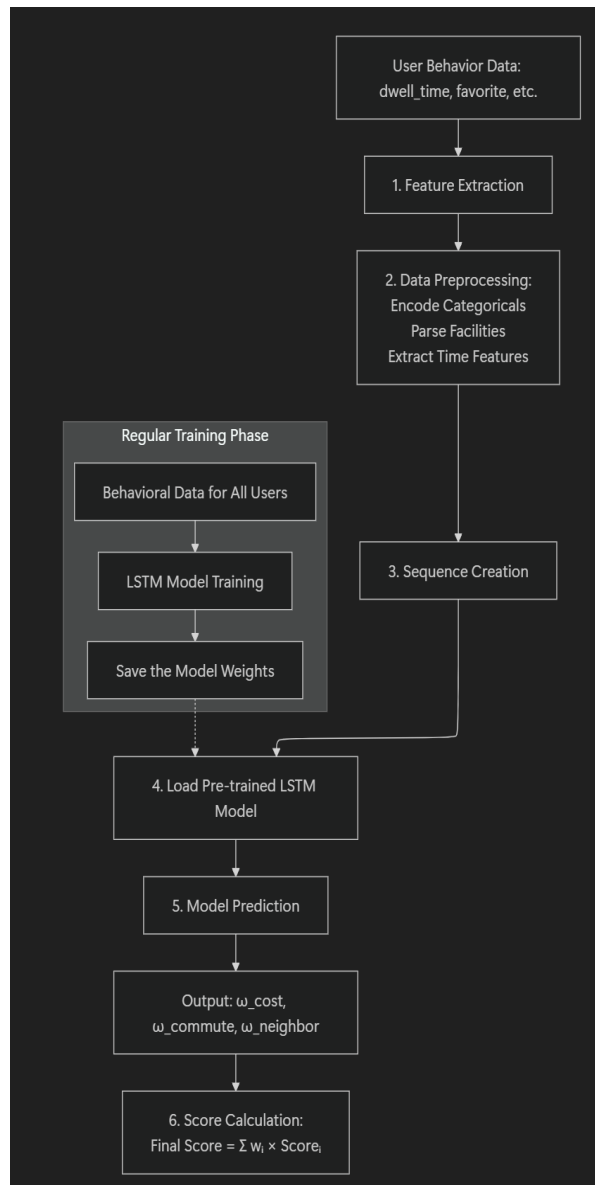 User Behavior Data:
dwell_time, favorite, etc.
1. Feature Extraction
2. Data Preprocessing:
Encode Categoricals
Parse Facilities
Extract Time Features
Regular Training Phase
Behavioral Data for All Users
LSTM Model Training
Save the Model Weights
3. Sequence Creation
4. Load Pre-trained LSTM
Model
5. Model Prediction
Output: ω_cost,
ω_commute, ω_neighbor
6. Score Calculation:
Final Score = Σ wᵢ × Scoreᵢ